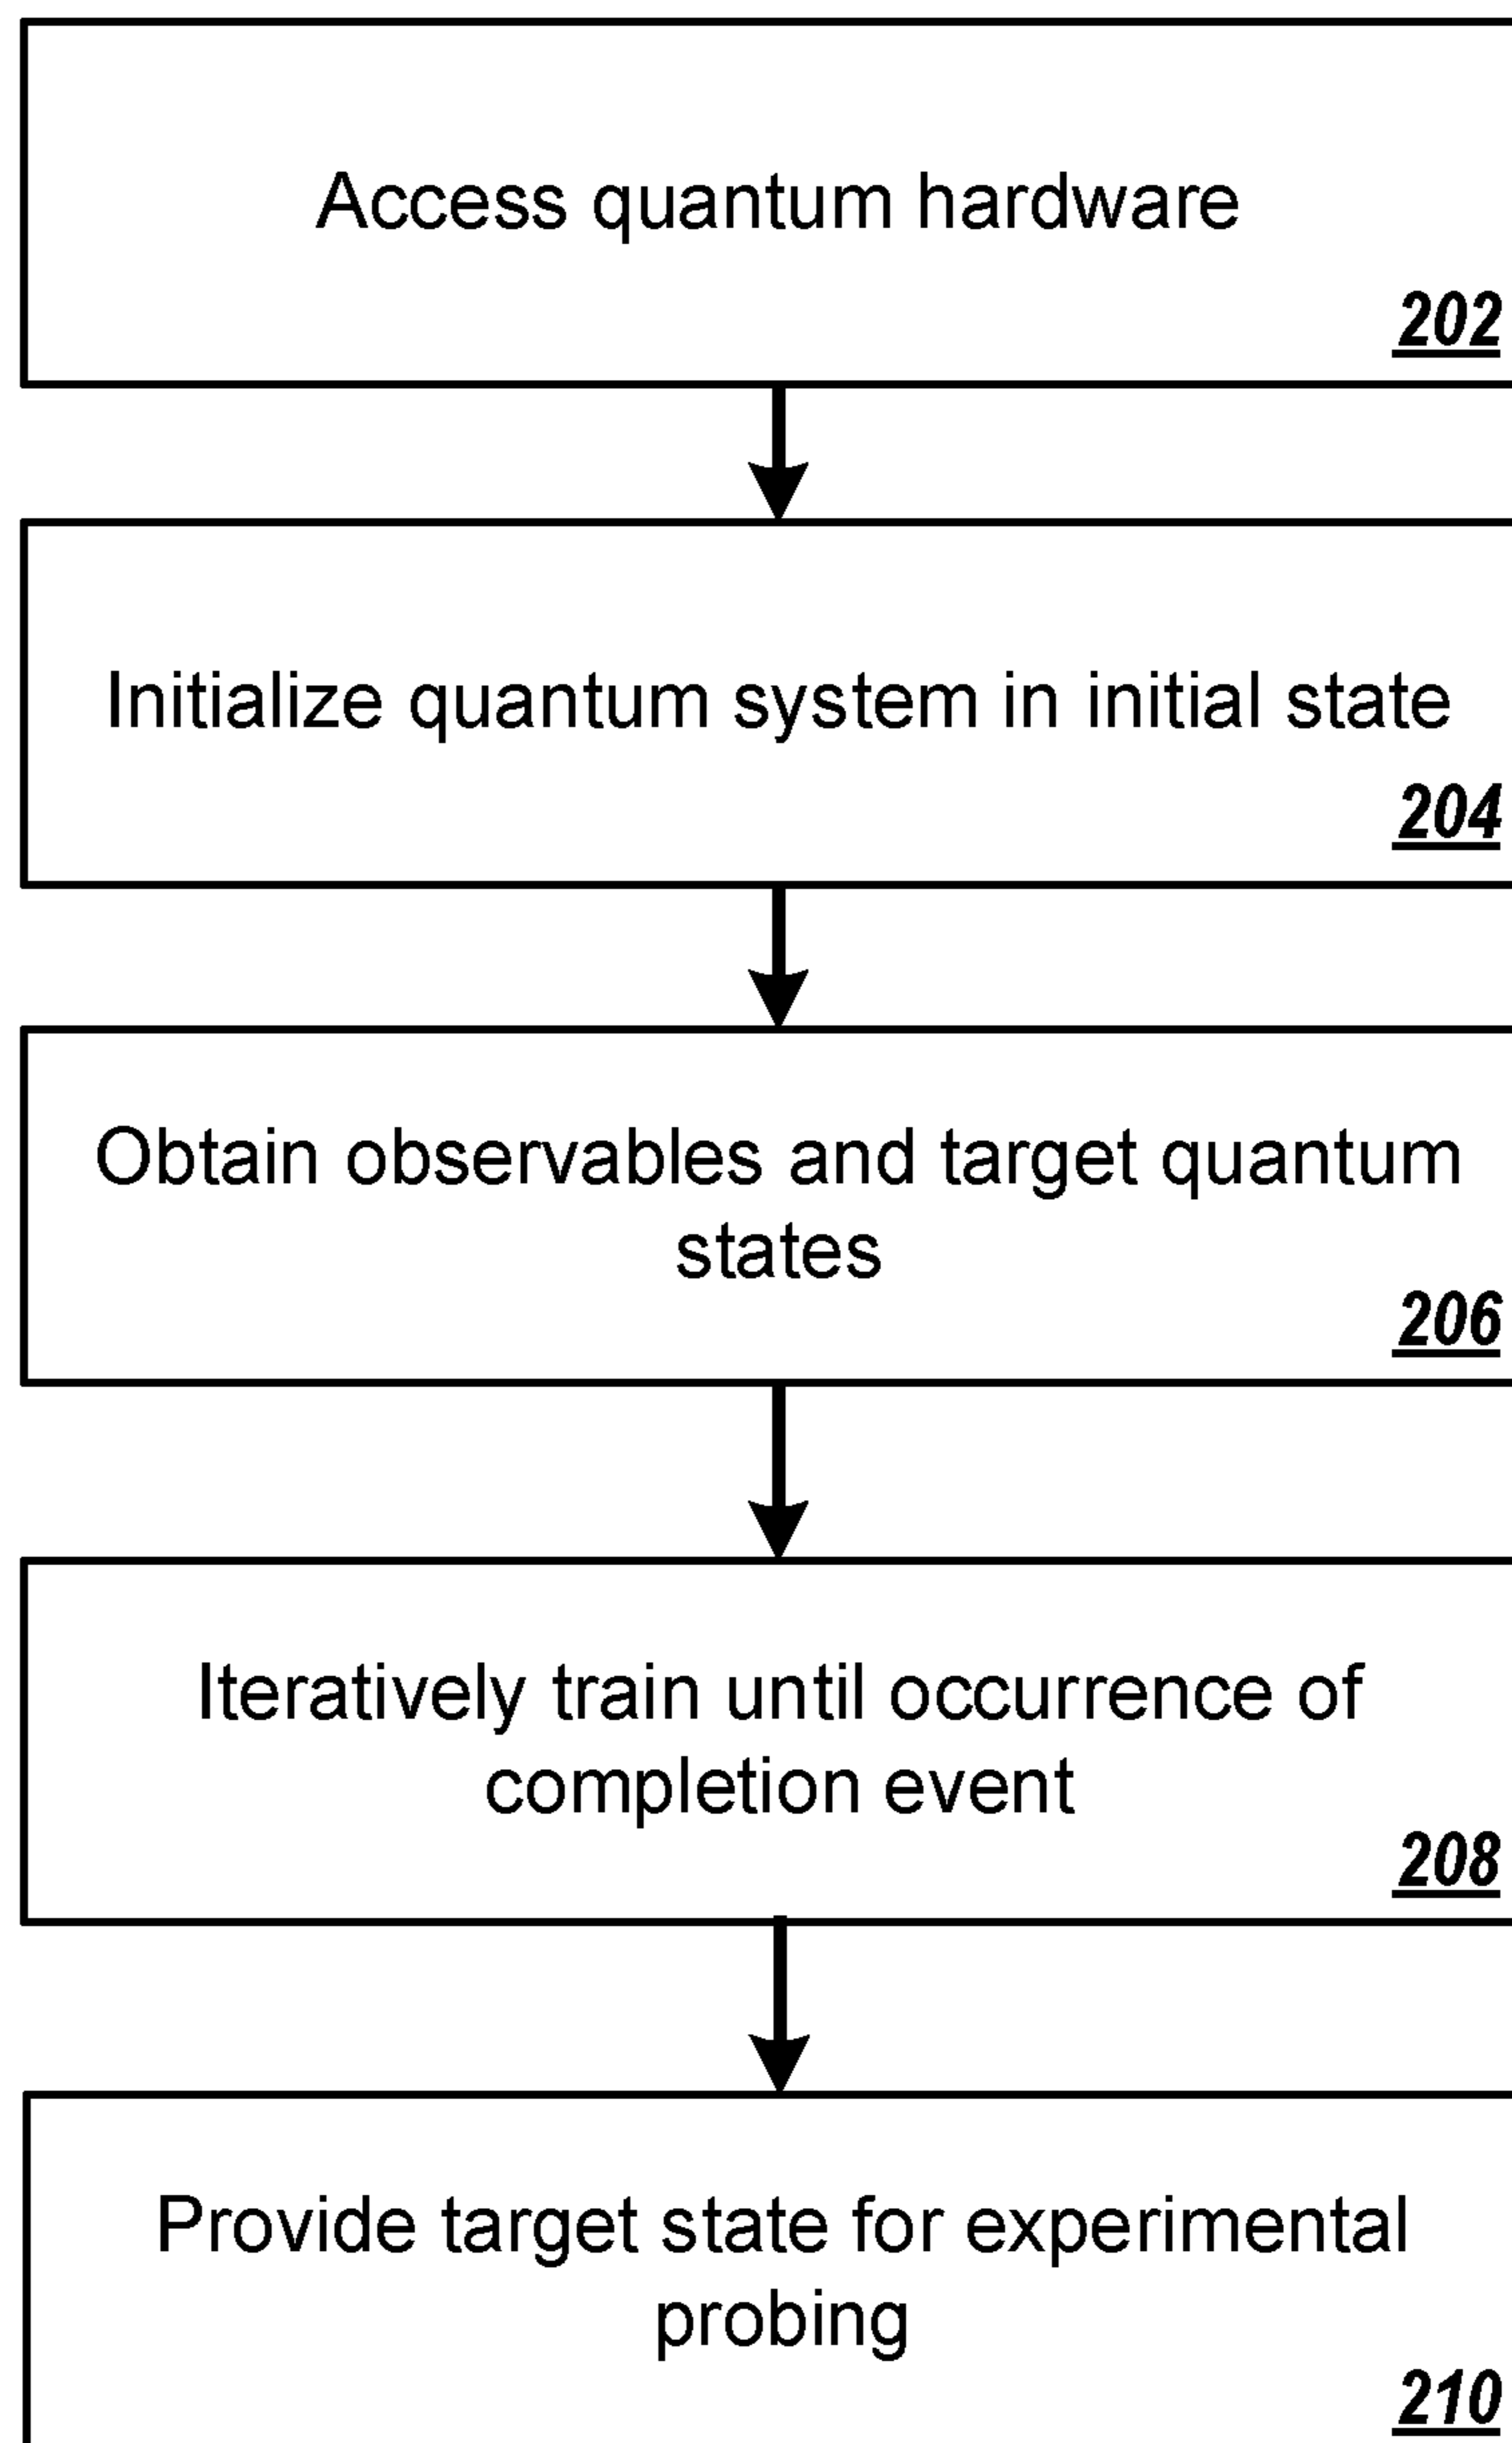 Access quantum hardware
202
Initialize quantum system in initial state
204
Obtain observables and target quantum
states
206
Iteratively train until occurrence of
completion event
208
Provide target state for experimental
probing
210